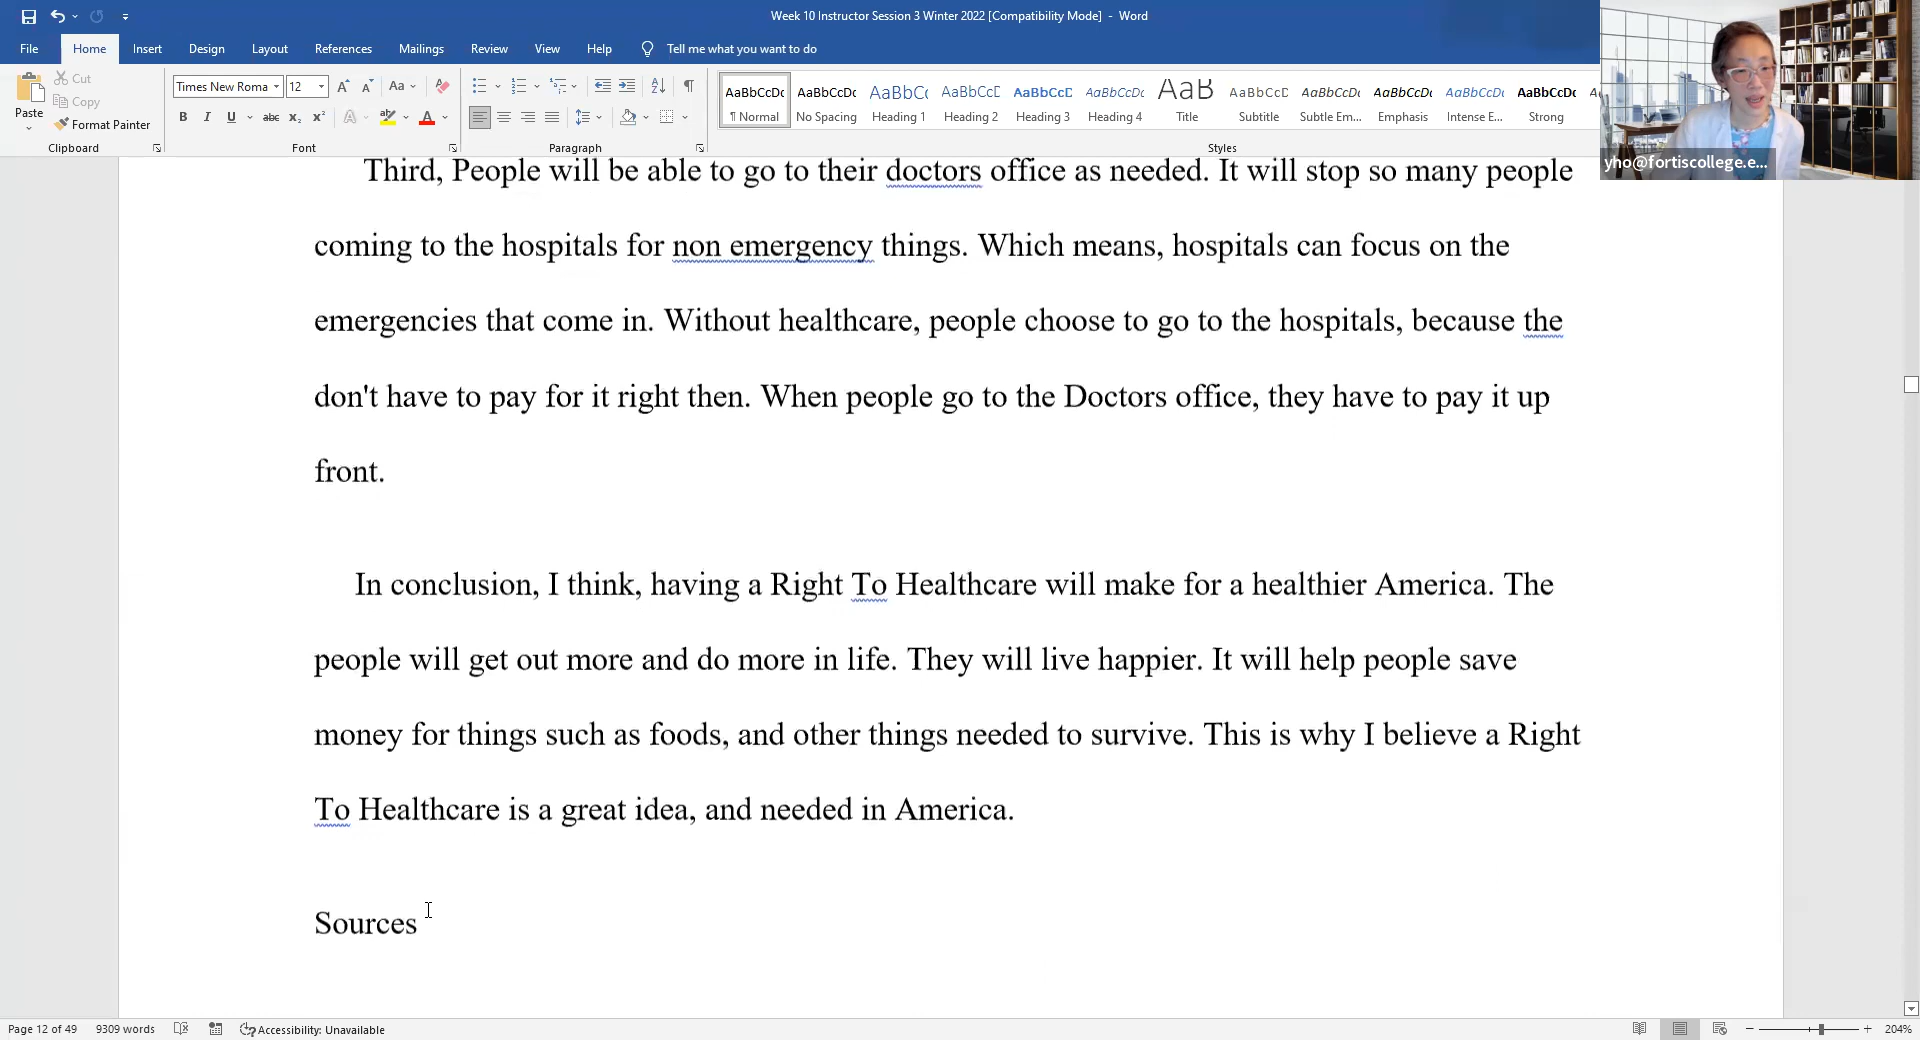 Week 10 Instructor Session 3 Winter 2022 [Compatibility Mode] - Word
File Home Insert Design Layout References Mailings Review View Help Tell me what you want to do
Cut
Copy
Paste
Format Painter
Clipboard
Times New Roma 12
Aa
B I U abc x₂ x² A ab A
Font
Paragraph
AaBbCcDc AaBbCcDc AaBbC( AaBbCcD AaBbCcD AaBbCcDc AaB AaBbCcD AaBbCcDc AaBbCcDc AaBbCcDc AaBbCcDc
¶ Normal No Spacing Heading 1 Heading 2 Heading 3 Heading 4 Title Subtitle Subtle Em... Emphasis Intense E... Strong
Styles
yho@fortiscollege.e...
Third, People will be able to go to their doctors office as needed. It will stop so many people
coming to the hospitals for non emergency things. Which means, hospitals can focus on the
emergencies that come in. Without healthcare, people choose to go to the hospitals, because the
don't have to pay for it right then. When people go to the Doctors office, they have to pay it up
front.
In conclusion, I think, having a Right To Healthcare will make for a healthier America. The
people will get out more and do more in life. They will live happier. It will help people save
money for things such as foods, and other things needed to survive. This is why I believe a Right
To Healthcare is a great idea, and needed in America.
Sources
Page 12 of 49 9309 words Accessibility: Unavailable 204%